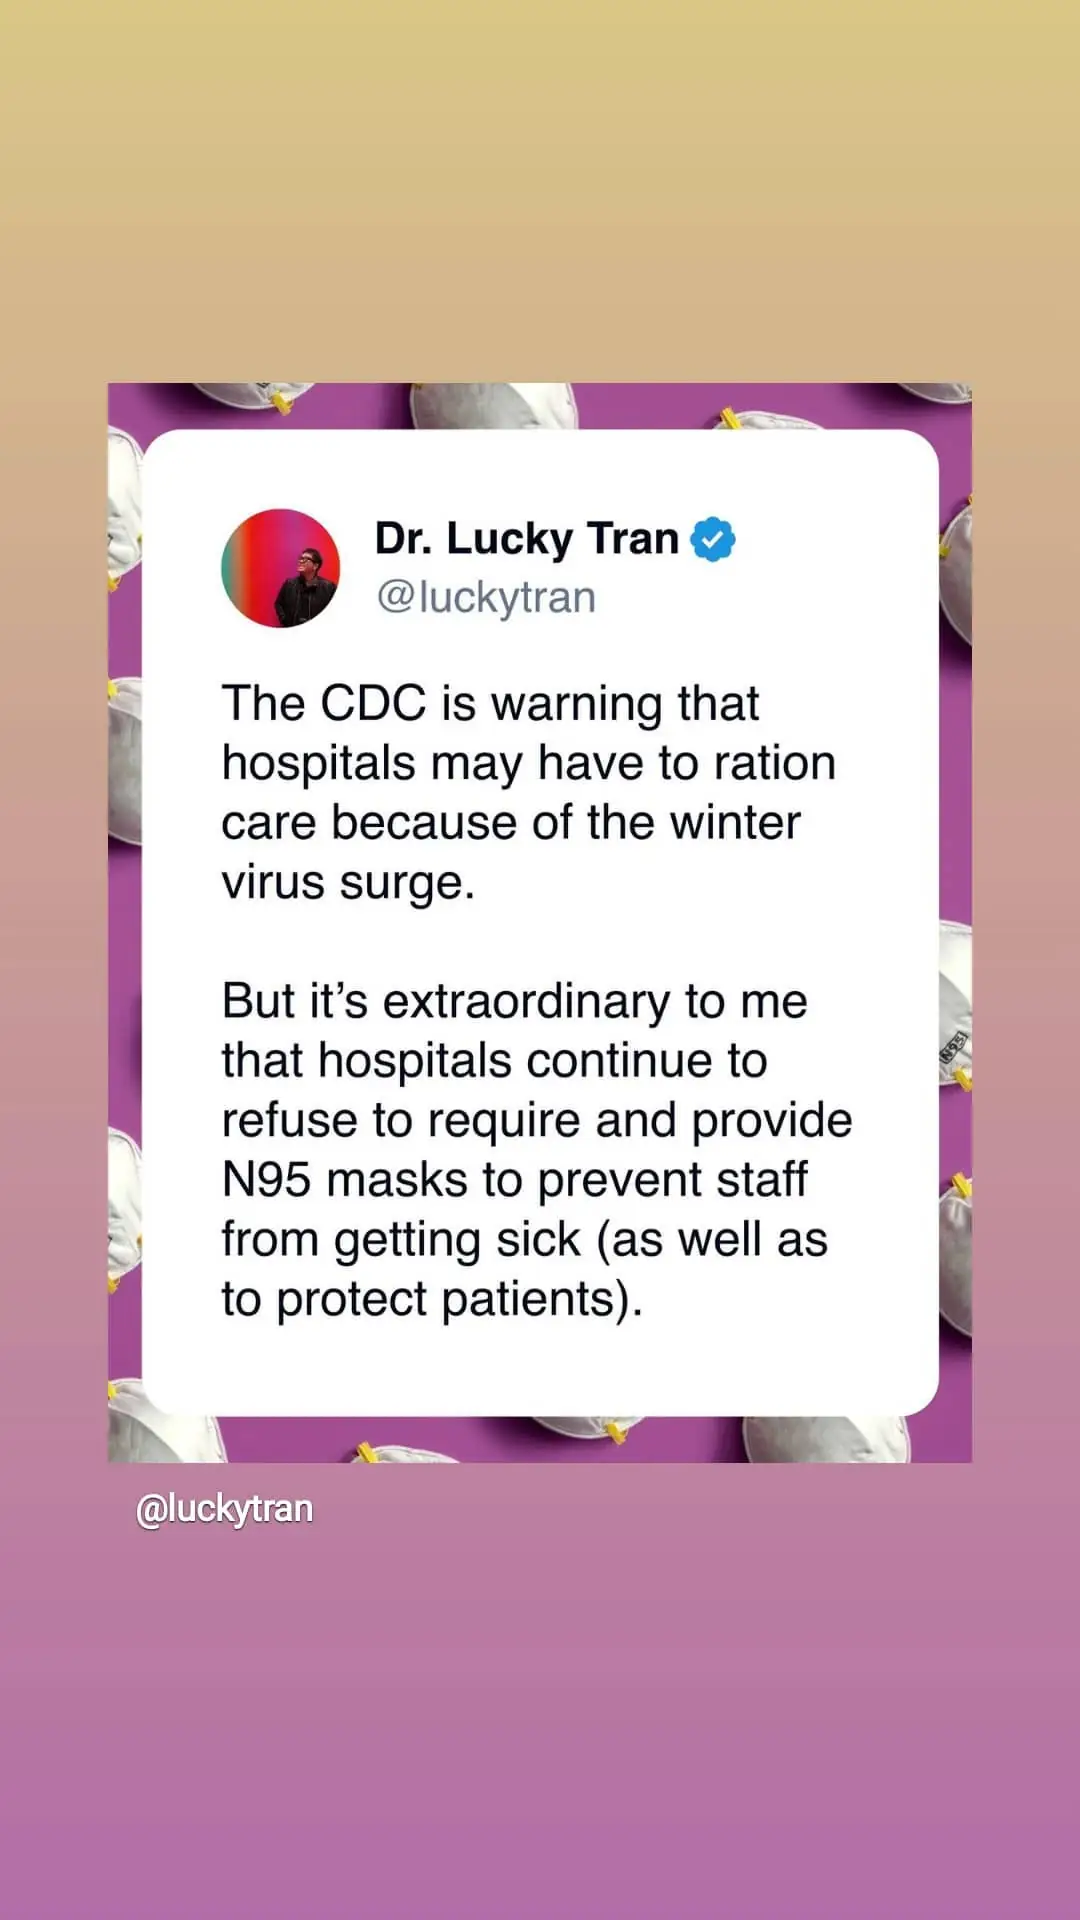 Dr. Lucky Tran
@luckytran
The CDC is warning that
hospitals may have to ration
care because of the winter
virus surge.
But it’s extraordinary to me
that hospitals continue to
refuse to require and provide
N95 masks to prevent staff
from getting sick (as well as
to protect patients).
N95
@luckytran